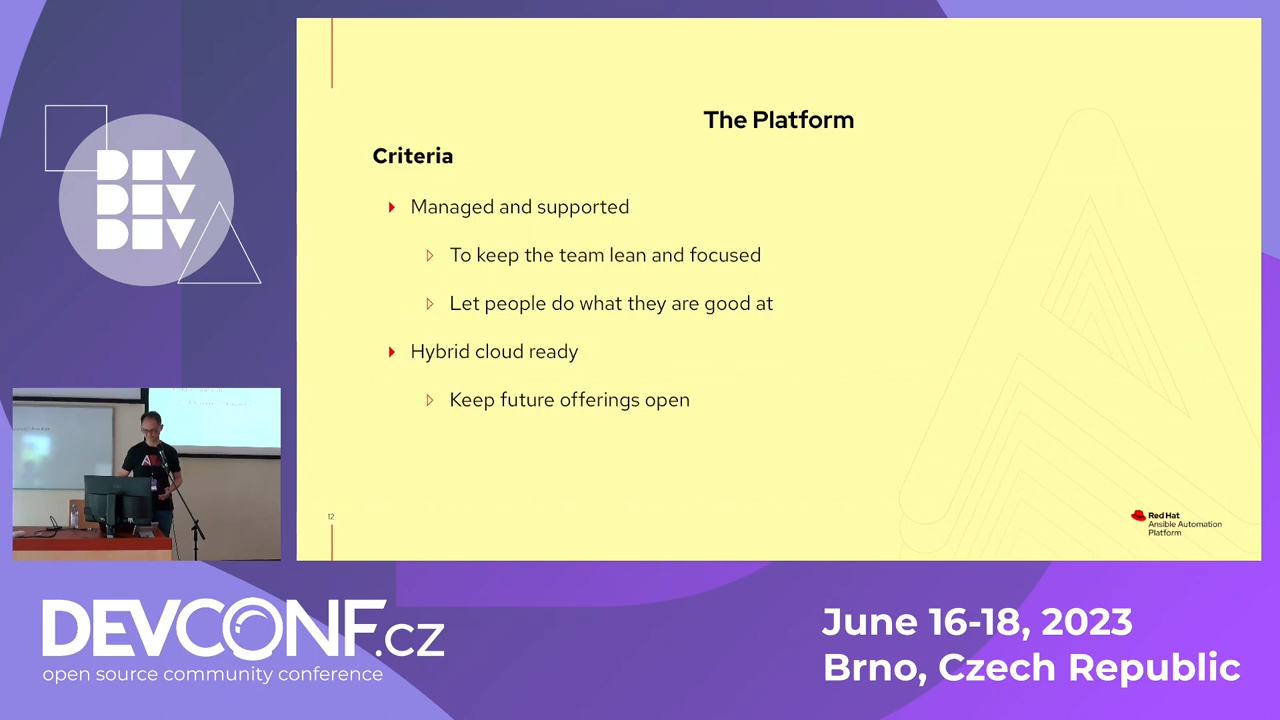 The Platform
Criteria
Managed and supported
To keep the team lean and focused
Let people do what they are good at
Hybrid cloud ready
Keep future offerings open
12
Red Hat
Ansible Automation
Platform
DEV
DEV
DEV
DEVCONF.CZ
open source community conference
June 16-18, 2023
Brno, Czech Republic